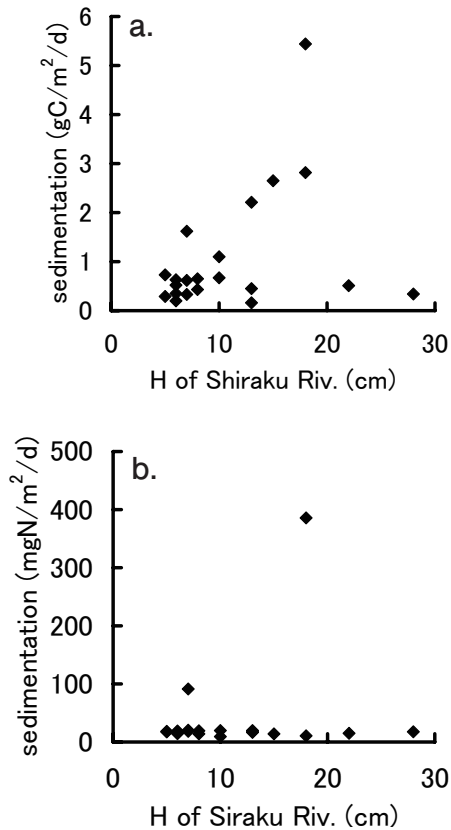 a.
sedimentation (gC/m²/d)
6
5
4
3
2
1
0
0 10 20 30
H of Shiraku Riv. (cm)
b.
sedimentation (mgN/m²/d)
500
400
300
200
100
0
0 10 20 30
H of Siraku Riv. (cm)